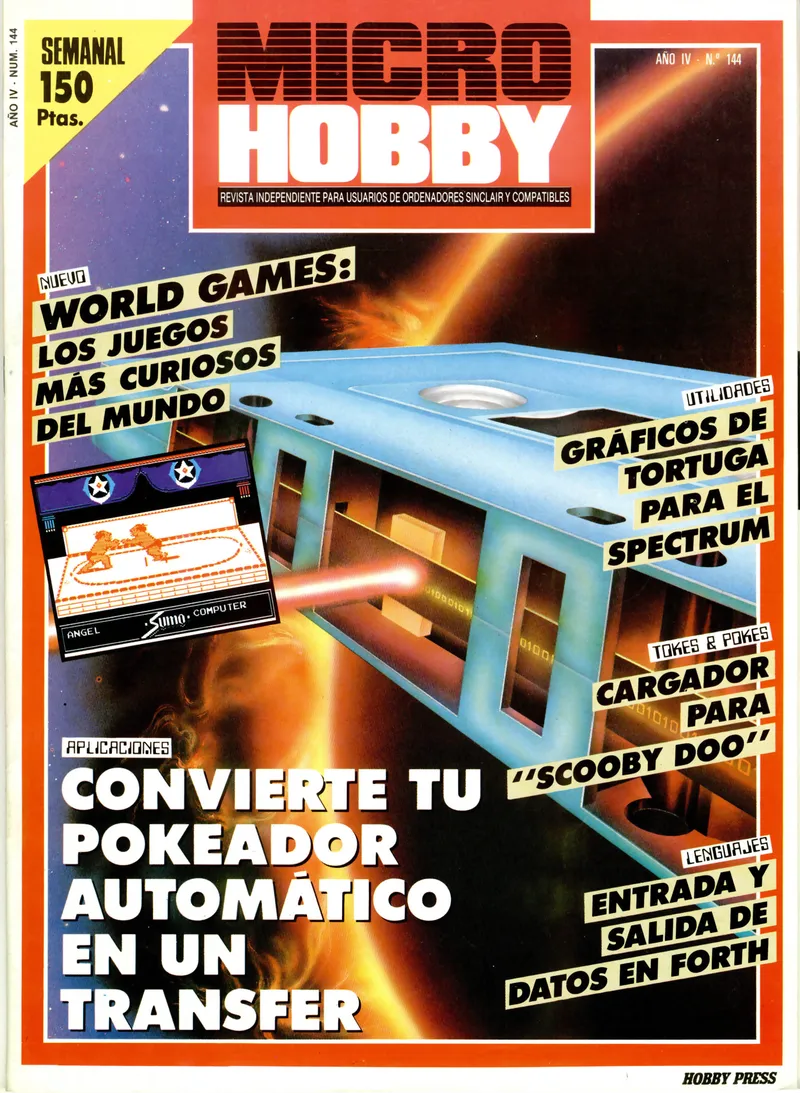 AÑO IV - NUM. 144
SEMANAL
150
Ptas.
MICRO
HOBBY
AÑO IV - N.º 144
REVISTA INDEPENDIENTE PARA USUARIOS DE ORDENADORES SINCLAIR Y COMPATIBLES
NUEVO
WORLD GAMES:
LOS JUEGOS
MÁS CURIOSOS
DEL MUNDO
UTILIDADES
GRÁFICOS DE
TORTUGA
PARA EL
SPECTRUM
ANGEL
·Sumo·
COMPUTER
TOKES & POKES
CARGADOR
PARA
"SCOOBY DOO"
APLICACIONES
CONVIERTE TU
POKEADOR
AUTOMÁTICO
EN UN
TRANSFER
LENGUAJES
ENTRADA Y
SALIDA DE
DATOS EN FORTH
HOBBY PRESS